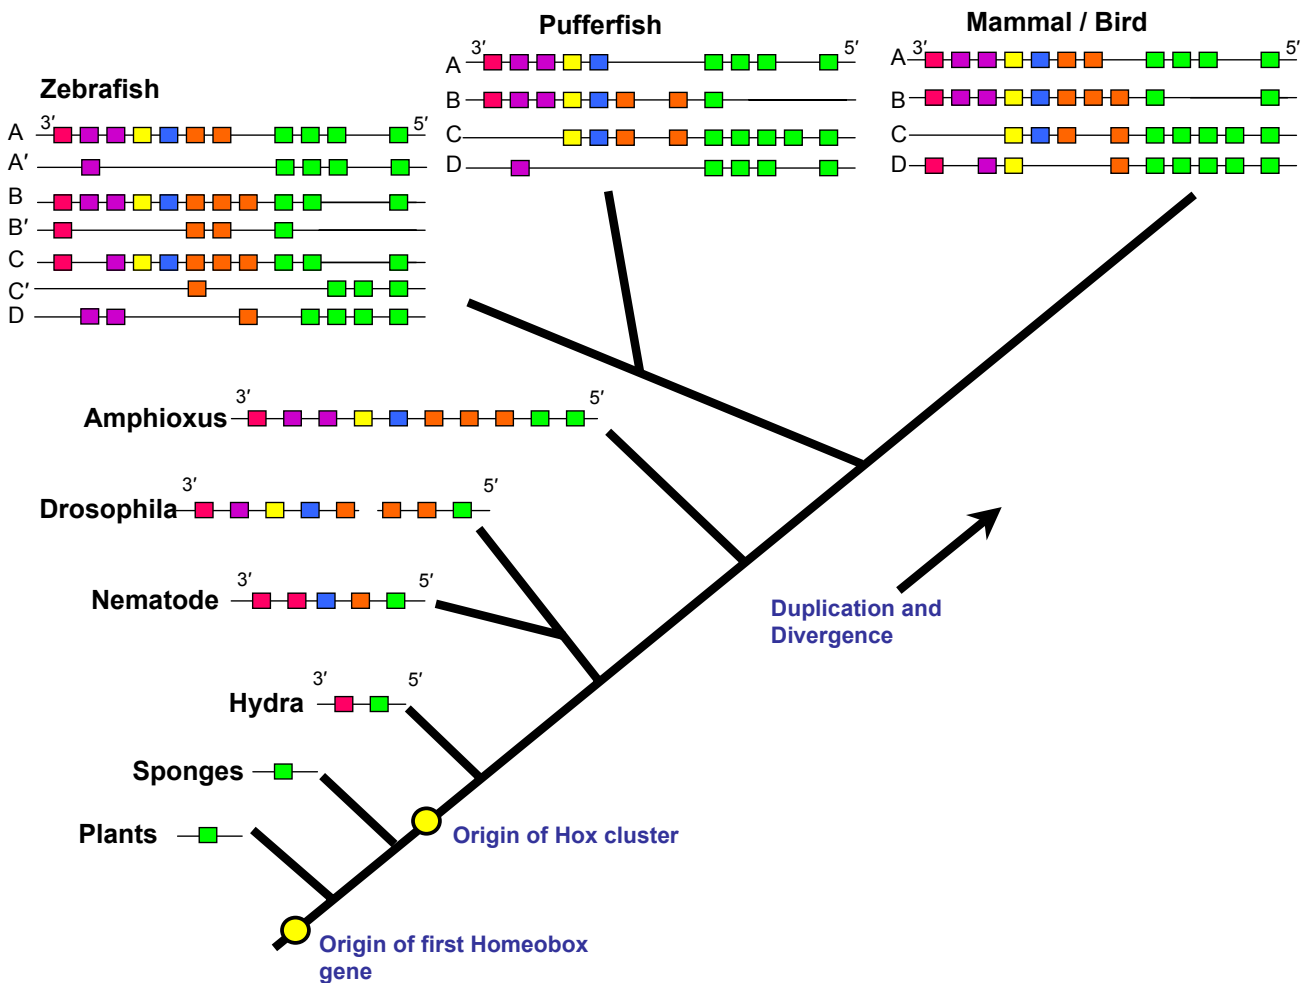 Pufferfish
Mammal / Bird
3′ 5′
3′ 5′
A
B
C
D
A
B
C
D
Zebrafish
3′ 5′
A
A′
B
B′
C
C′
D
3′ 5′
Amphioxus
3′ 5′
Drosophila
3′ 5′
Nematode
Duplication and
Divergence
3′ 5′
Hydra
Sponges
Plants
Origin of Hox cluster
Origin of first Homeobox
gene